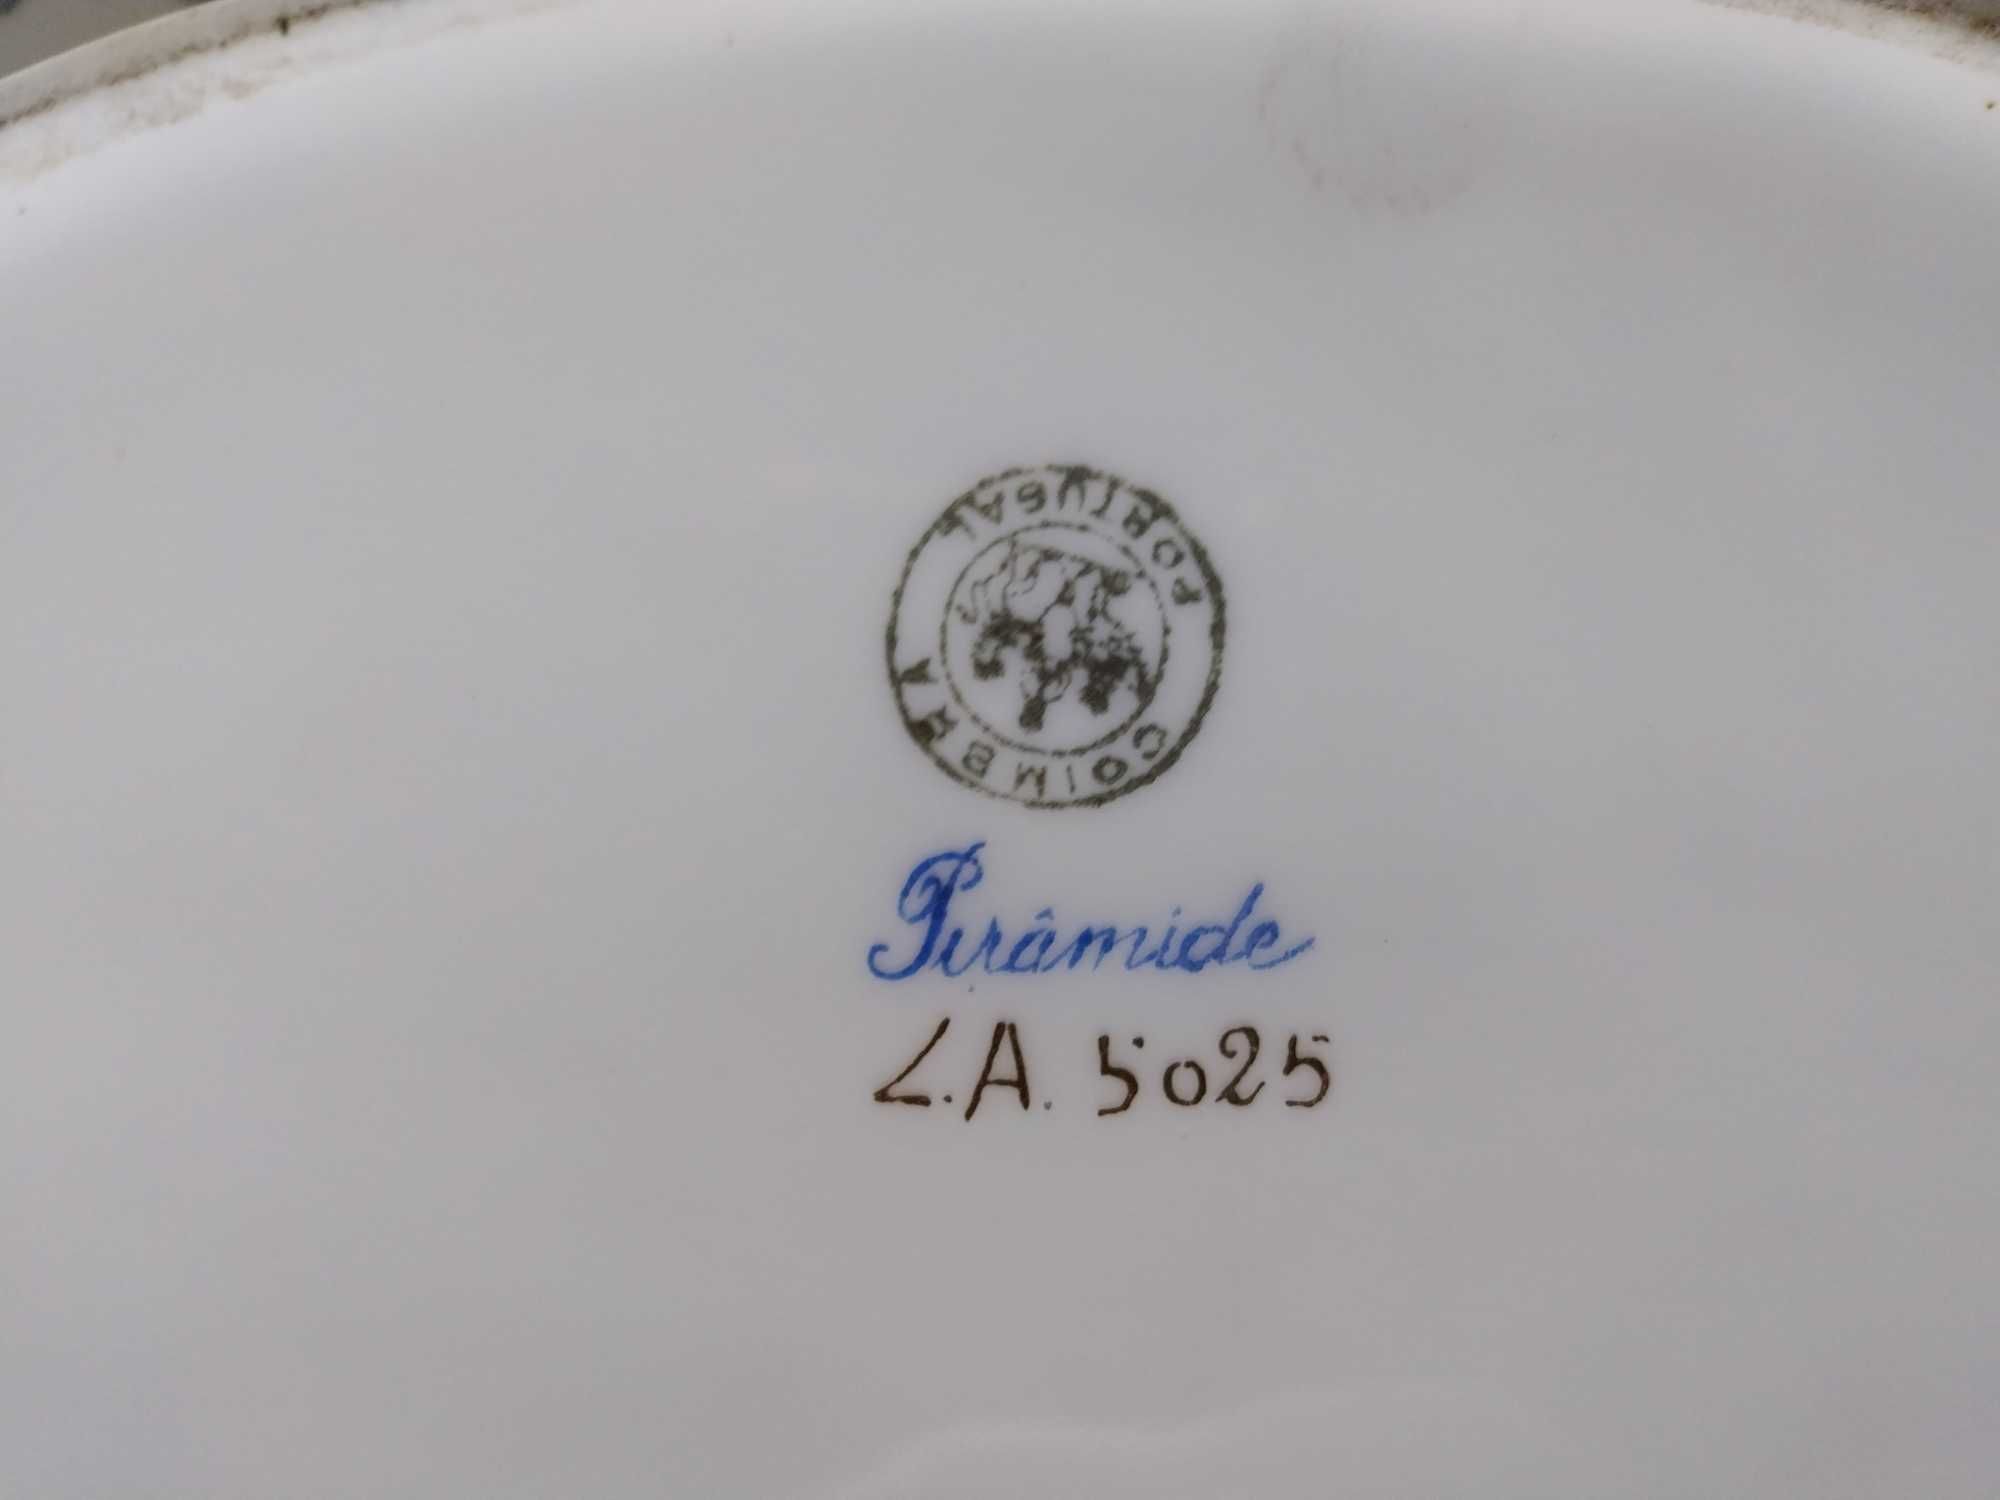 COIMBRA
PORTUGAL
Pirâmide
L.A. 5025